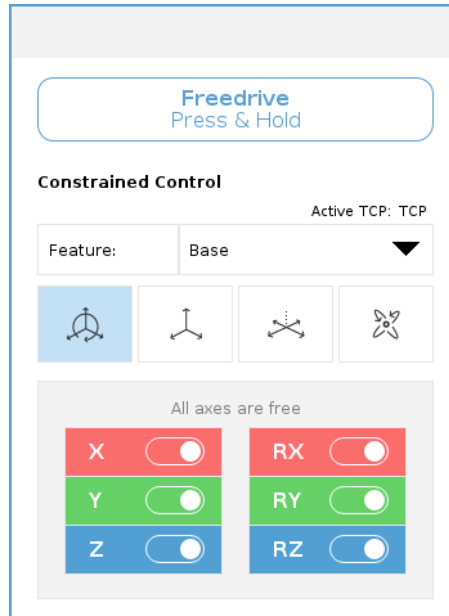 Freedrive
Press & Hold
Constrained Control
Active TCP: TCP
Feature: Base
All axes are free
X RX
Y RY
Z RZ